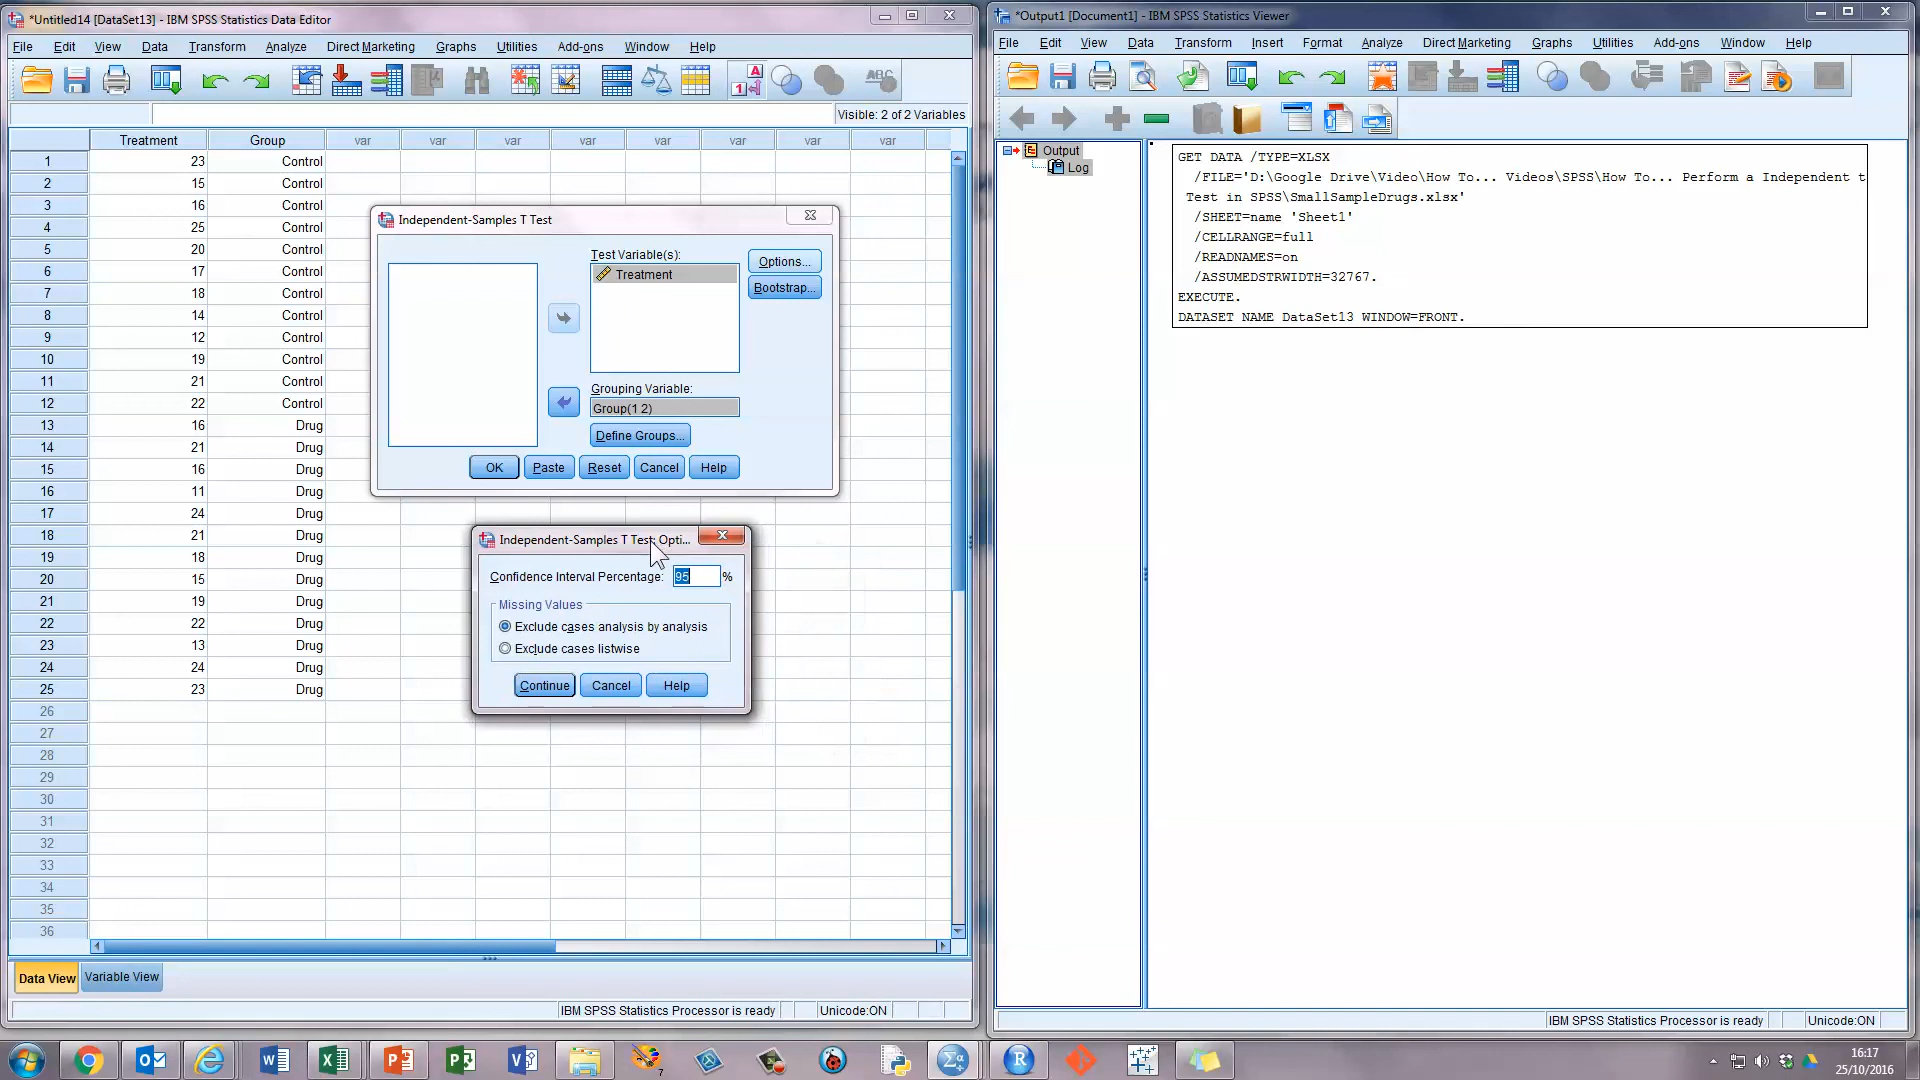 *Untitled14 [DataSet13] - IBM SPSS Statistics Data Editor
File Edit View Data Transform Analyze Direct Marketing Graphs Utilities Add-ons Window Help
Visible: 2 of 2 Variables
Treatment Group var var var var var var var var
1 23 Control
2 15 Control
3 16 Control
4 25 Control
5 20 Control
6 17 Control
7 18 Control
8 14 Control
9 12 Control
10 19 Control
11 21 Control
12 22 Control
13 16 Drug
14 21 Drug
15 16 Drug
16 11 Drug
17 24 Drug
18 21 Drug
19 18 Drug
20 15 Drug
21 19 Drug
22 22 Drug
23 13 Drug
24 24 Drug
25 23 Drug
26
27
28
29
30
31
32
33
34
35
36
Data View Variable View
IBM SPSS Statistics Processor is ready Unicode:ON
Independent-Samples T Test
Test Variable(s):
Treatment
Options...
Bootstrap...
Grouping Variable:
Group(1 2)
Define Groups...
OK Paste Reset Cancel Help
Independent-Samples T Test: Opti...
Confidence Interval Percentage: 95 %
Missing Values
Exclude cases analysis by analysis
Exclude cases listwise
Continue Cancel Help
*Output1 [Document1] - IBM SPSS Statistics Viewer
File Edit View Data Transform Insert Format Analyze Direct Marketing Graphs Utilities Add-ons Window Help
Output
Log
GET DATA /TYPE=XLSX
/FILE='D:\Google Drive\Video\How To... Videos\SPSS\How To... Perform a Independent t
Test in SPSS\SmallSampleDrugs.xlsx'
/SHEET=name 'Sheet1'
/CELLRANGE=full
/READNAMES=on
/ASSUMEDSTRWIDTH=32767.
EXECUTE.
DATASET NAME DataSet13 WINDOW=FRONT.
IBM SPSS Statistics Processor is ready Unicode:ON
16:17
25/10/2016